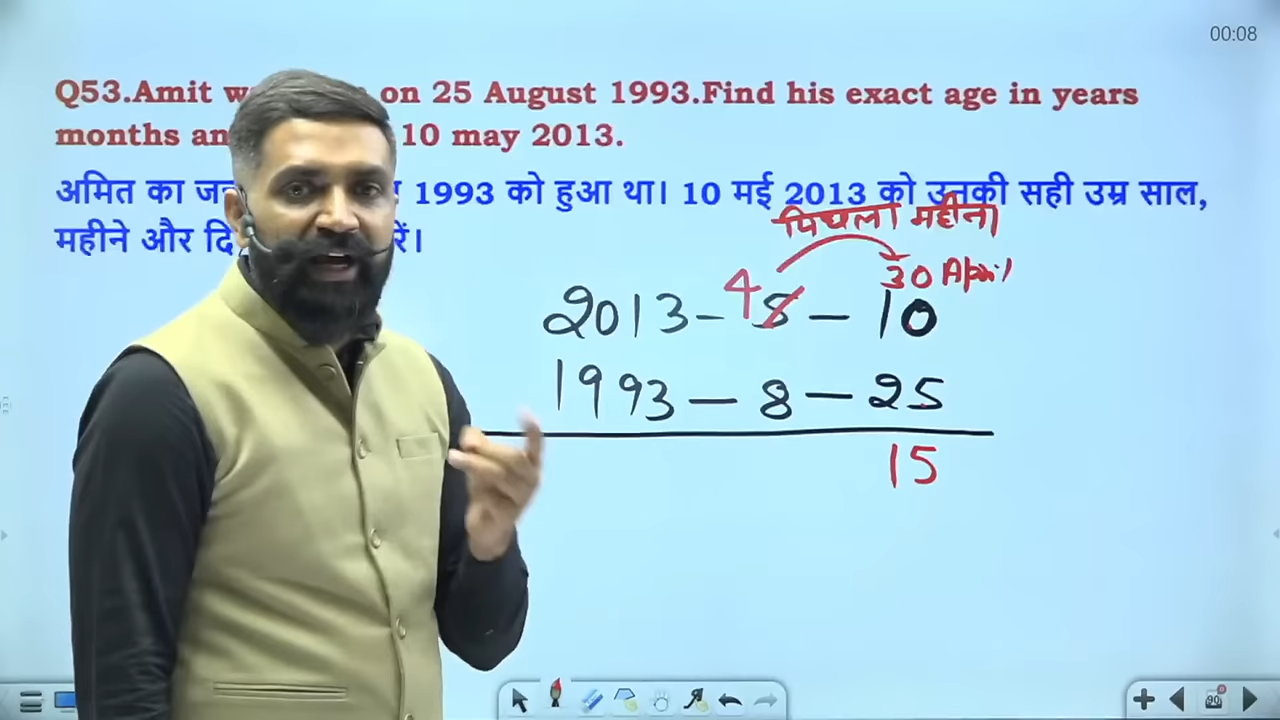 00:08
Q53.Amit w on 25 August 1993.Find his exact age in years
months an 10 may 2013.
अमित का ज 1993 को हुआ था। 10 मई 2013 को उनकी सही उम्र साल,
महीने और दि रें।
पिछला महीना
30 April
2013 - 4 5 - 10
1993 - 8 - 25
15